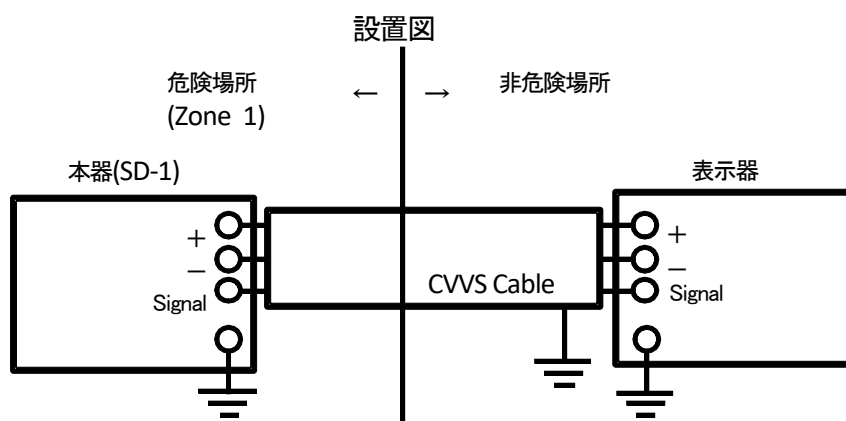 設置図
危険場所
(Zone 1)
← →
非危険場所
本器(SD-1)
表示器
+
−
Signal
CVVS Cable
+
−
Signal